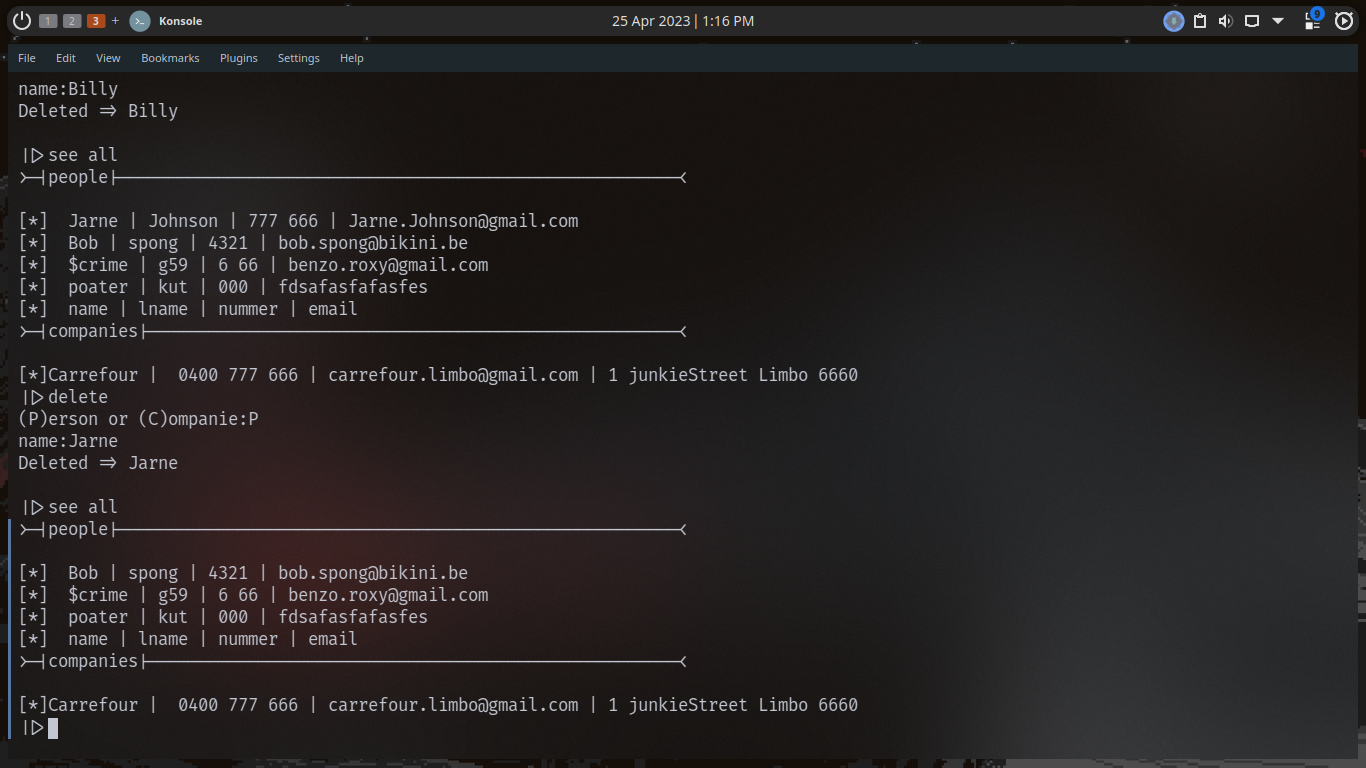 1 2 3 + Konsole 25 Apr 2023 | 1:16 PM 9
File Edit View Bookmarks Plugins Settings Help
name:Billy
Deleted => Billy
|▷see all
>─|people|────────────────────────────────────────────────────────<
[*]  Jarne | Johnson | 777 666 | Jarne.Johnson@gmail.com
[*]  Bob | spong | 4321 | bob.spong@bikini.be
[*]  $crime | g59 | 6 66 | benzo.roxy@gmail.com
[*]  poater | kut | 000 | fdsafasfafasfes
[*]  name | lname | nummer | email
>─|companies|─────────────────────────────────────────────────────<
[*]Carrefour |  0400 777 666 | carrefour.limbo@gmail.com | 1 junkieStreet Limbo 6660
|▷delete
(P)erson or (C)ompanie:P
name:Jarne
Deleted => Jarne
|▷see all
>─|people|────────────────────────────────────────────────────────<
[*]  Bob | spong | 4321 | bob.spong@bikini.be
[*]  $crime | g59 | 6 66 | benzo.roxy@gmail.com
[*]  poater | kut | 000 | fdsafasfafasfes
[*]  name | lname | nummer | email
>─|companies|─────────────────────────────────────────────────────<
[*]Carrefour |  0400 777 666 | carrefour.limbo@gmail.com | 1 junkieStreet Limbo 6660
|▷